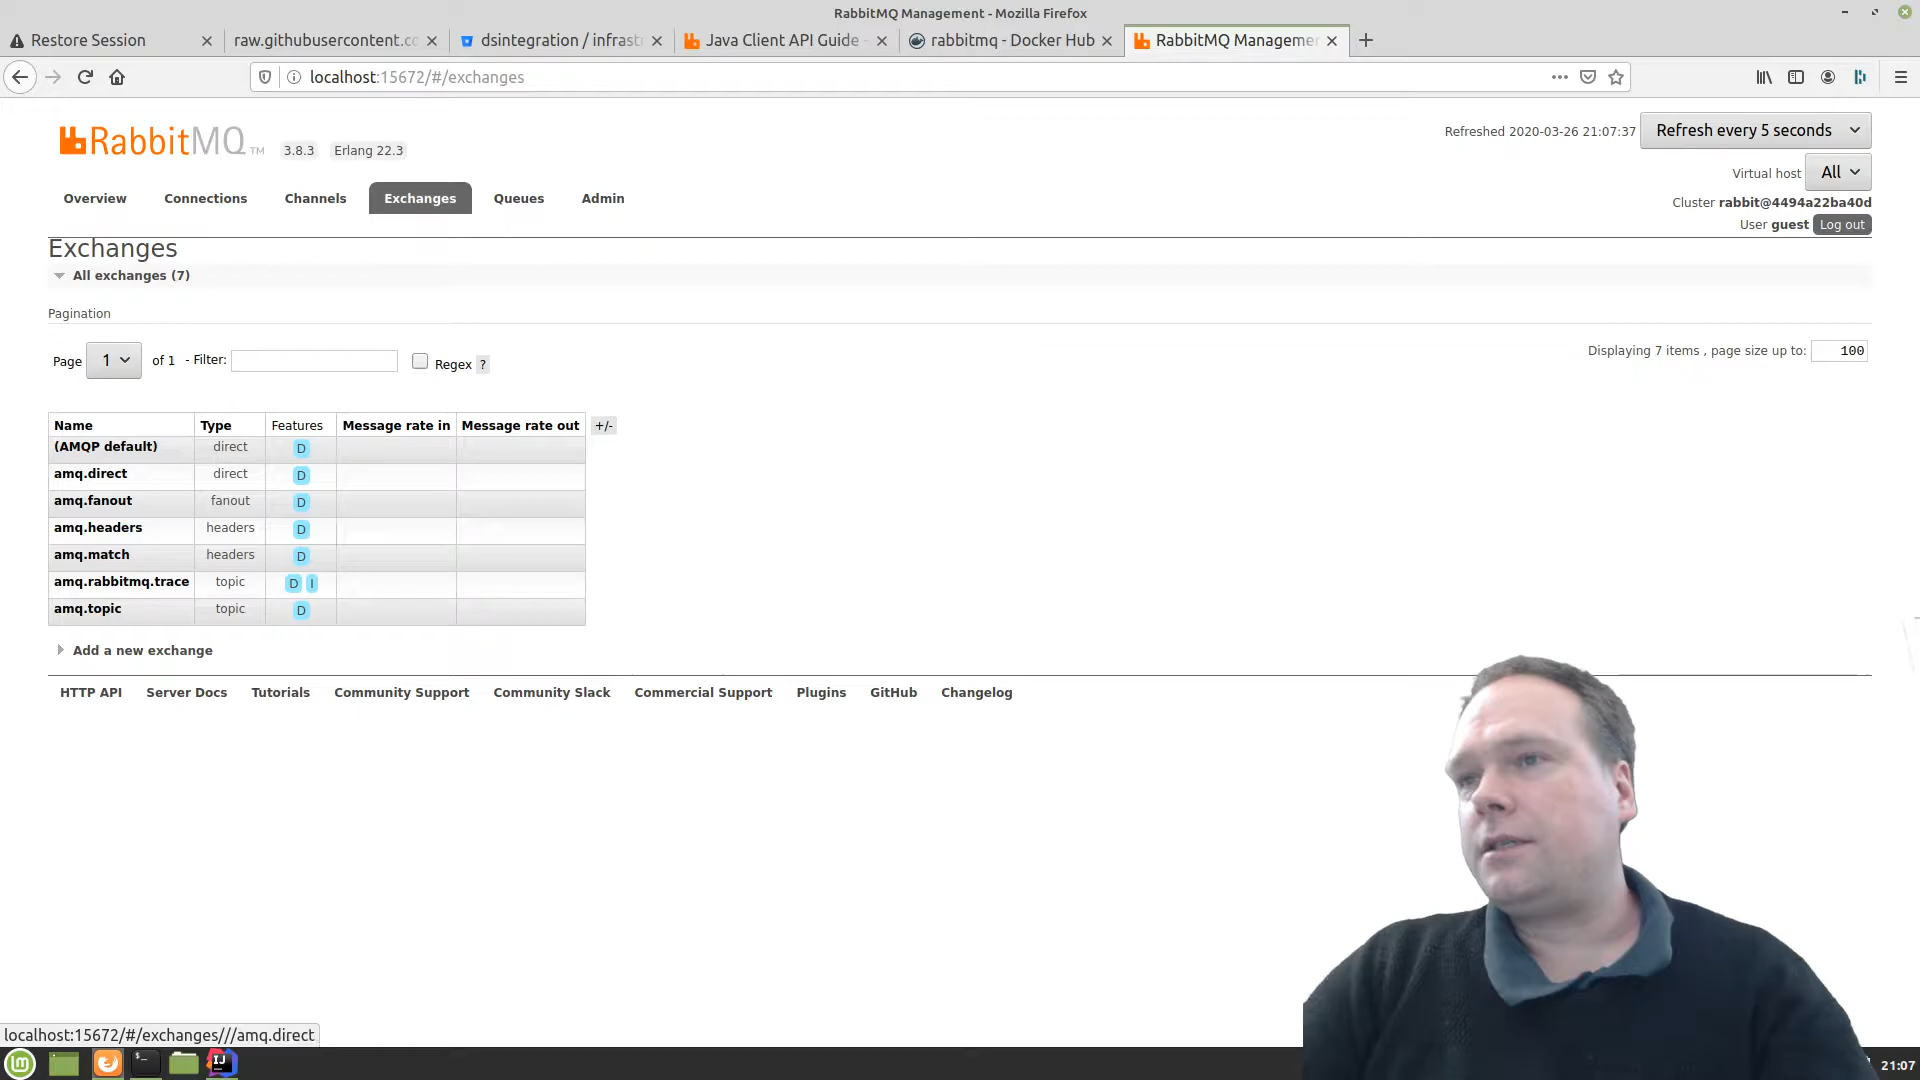 RabbitMQ Management - Mozilla Firefox
Restore Session
raw.githubusercontent.co
dsintegration / infrast
Java Client API Guide -
rabbitmq - Docker Hub
RabbitMQ Managemen
localhost:15672/#/exchanges
RabbitMQ TM 3.8.3 Erlang 22.3
Refreshed 2020-03-26 21:07:37 Refresh every 5 seconds
Virtual host All
Cluster rabbit@4494a22ba40d
User guest Log out
Overview Connections Channels Exchanges Queues Admin
Exchanges
All exchanges (7)
Pagination
Page 1 of 1 - Filter: Regex ?
Displaying 7 items , page size up to: 100
Name Type Features Message rate in Message rate out +/-
(AMQP default) direct D
amq.direct direct D
amq.fanout fanout D
amq.headers headers D
amq.match headers D
amq.rabbitmq.trace topic D I
amq.topic topic D
Add a new exchange
HTTP API Server Docs Tutorials Community Support Community Slack Commercial Support Plugins GitHub Changelog
localhost:15672/#/exchanges///amq.direct
21:07